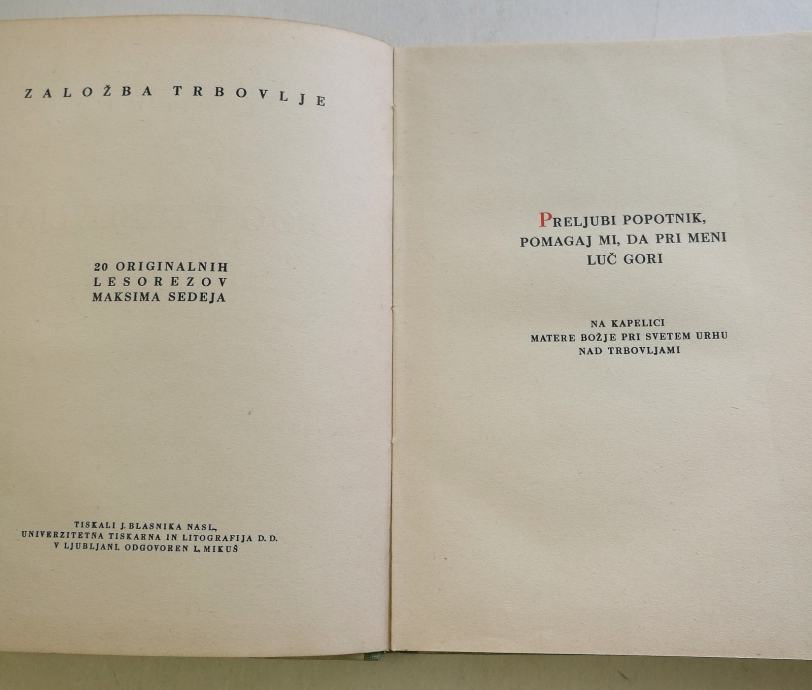 ZALOŽBA TRBOVLJE
20 ORIGINALNIH
LESOREZOV
MAKSIMA SEDEJA
TISKALI J. BLASNIKA NASL.,
UNIVERZITETNA TISKARNA IN LITOGRAFIJA D. D.
V LJUBLJANI. ODGOVOREN L. MIKUŠ
PRELJUBI POPOTNIK,
POMAGAJ MI, DA PRI MENI
LUČ GORI
NA KAPELICI
MATERE BOŽJE PRI SVETEM URHU
NAD TRBOVLJAMI